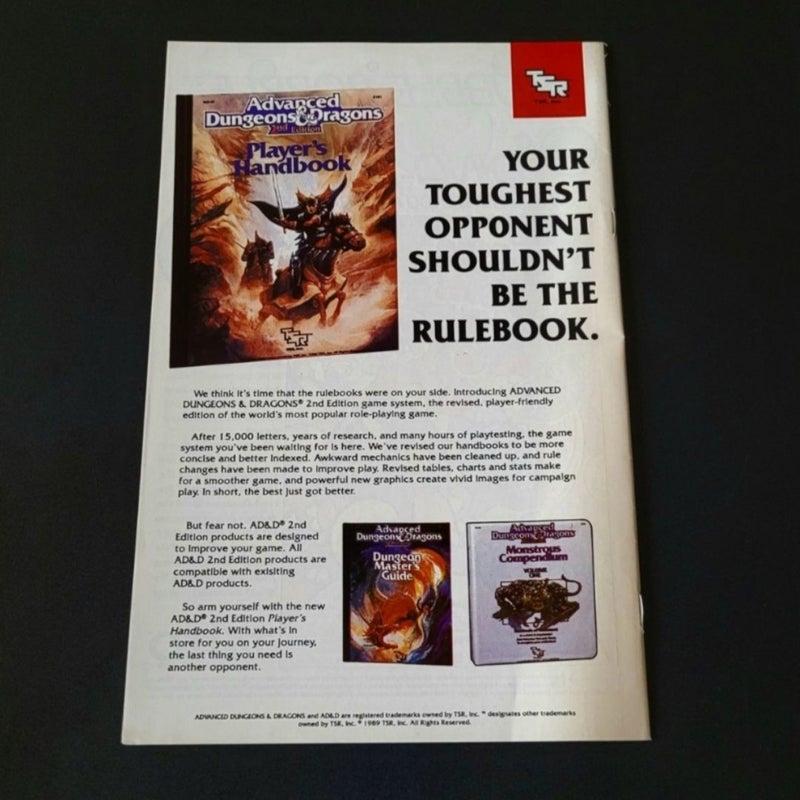 TSR
TSR, Inc.
Advanced
Dungeons & Dragons
2nd Edition
Player's
Handbook
TSR
YOUR
TOUGHEST
OPPONENT
SHOULDN'T
BE THE
RULEBOOK.
We think it's time that the rulebooks were on your side. Introducing ADVANCED
DUNGEONS & DRAGONS® 2nd Edition game system, the revised, player-friendly
edition of the world's most popular role-playing game.
After 15,000 letters, years of research, and many hours of playtesting, the game
system you've been waiting for is here. We've revised our handbooks to be more
concise and better indexed. Awkward mechanics have been cleaned up, and rule
changes have been made to improve play. Revised tables, charts and stats make
for a smoother game, and powerful new graphics create vivid images for campaign
play. In short, the best just got better.
But fear not. AD&D® 2nd
Edition products are designed
to improve your game. All
AD&D 2nd Edition products are
compatible with exisiting
AD&D products.
So arm yourself with the new
AD&D® 2nd Edition Player's
Handbook. With what's in
store for you on your journey,
the last thing you need is
another opponent.
Advanced
Dungeons & Dragons
Dungeon
Master's
Guide
Advanced
Dungeons & Dragons
Monstrous
Compendium
VOLUME
ONE
ADVANCED DUNGEONS & DRAGONS and AD&D are registered trademarks owned by TSR, Inc. ™ designates other trademarks
owned by TSR, Inc. © 1989 TSR, Inc. All Rights Reserved.